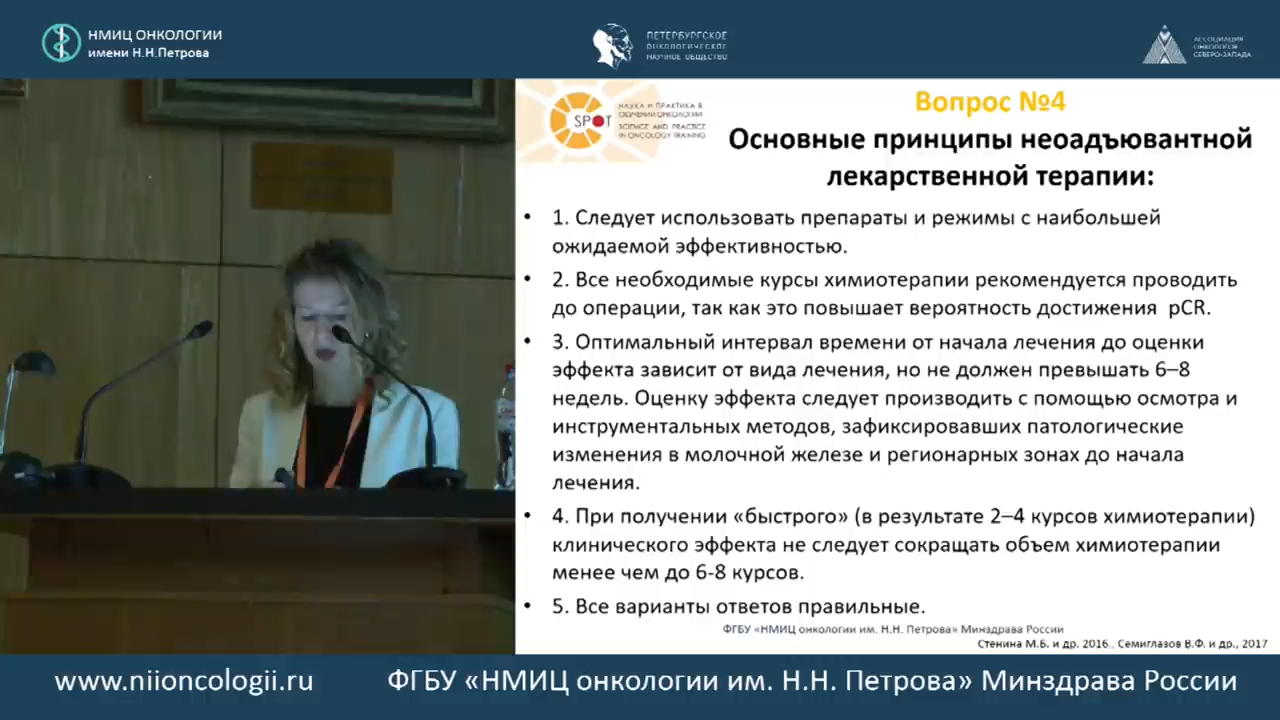 НМИЦ ОНКОЛОГИИ
имени Н.Н.Петрова
ПЕТЕРБУРГСКОЕ
ОНКОЛОГИЧЕСКОЕ
НАУЧНОЕ ОБЩЕСТВО
АССОЦИАЦИЯ
ОНКОЛОГОВ
СЕВЕРО-ЗАПАДА
SPOT
НАУКА И ПРАКТИКА В
ОБУЧЕНИИ ОНКОЛОГИИ
SCIENCE AND PRACTICE
IN ONCOLOGY TRAINING
Вопрос №4
Основные принципы неоадъювантной
лекарственной терапии:
• 1. Следует использовать препараты и режимы с наибольшей
ожидаемой эффективностью.
• 2. Все необходимые курсы химиотерапии рекомендуется проводить
до операции, так как это повышает вероятность достижения pCR.
• 3. Оптимальный интервал времени от начала лечения до оценки
эффекта зависит от вида лечения, но не должен превышать 6–8
недель. Оценку эффекта следует производить с помощью осмотра и
инструментальных методов, зафиксировавших патологические
изменения в молочной железе и регионарных зонах до начала
лечения.
• 4. При получении «быстрого» (в результате 2–4 курсов химиотерапии)
клинического эффекта не следует сокращать объем химиотерапии
менее чем до 6-8 курсов.
• 5. Все варианты ответов правильные.
ФГБУ «НМИЦ онкологии им. Н.Н. Петрова» Минздрава России
Стенина М.Б. и др. 2016., Семиглазов В.Ф. и др., 2017
www.niioncologii.ru
ФГБУ «НМИЦ онкологии им. Н.Н. Петрова» Минздрава России